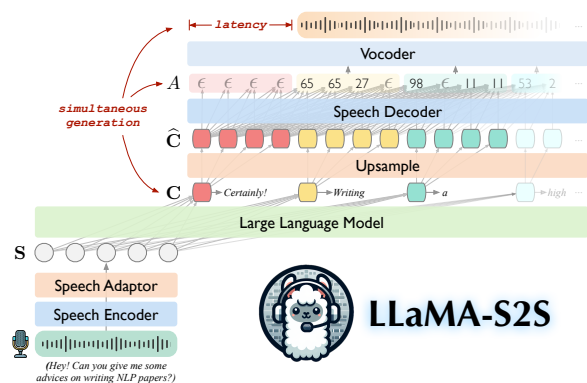 latency
...
Vocoder
A ϵ ϵ ϵ ϵ 65 65 27 ϵ 98 ϵ 11 11 53 2 ...
simultaneous
generation
Speech Decoder
Ĉ ...
Upsample
C Certainly! Writing a high ...
Large Language Model
S
Speech Adaptor
Speech Encoder
LLaMA-S2S
(Hey! Can you give me some
advices on writing NLP papers?)